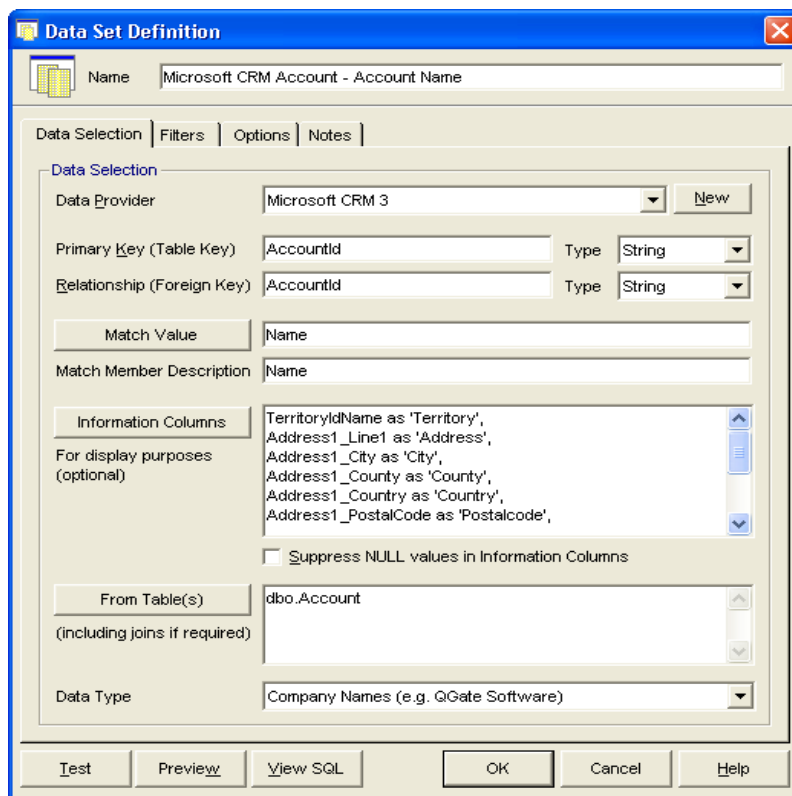 Data Set Definition
Name Microsoft CRM Account - Account Name
Data Selection Filters Options Notes
Data Selection
Data Provider Microsoft CRM 3 New
Primary Key (Table Key) AccountId Type String
Relationship (Foreign Key) AccountId Type String
Match Value Name
Match Member Description Name
Information Columns
For display purposes
(optional)
TerritoryIdName as 'Territory',
Address1_Line1 as 'Address',
Address1_City as 'City',
Address1_County as 'County',
Address1_Country as 'Country',
Address1_PostalCode as 'Postalcode',
Suppress NULL values in Information Columns
From Table(s) dbo.Account
(including joins if required)
Data Type Company Names (e.g. QGate Software)
Test Preview View SQL OK Cancel Help